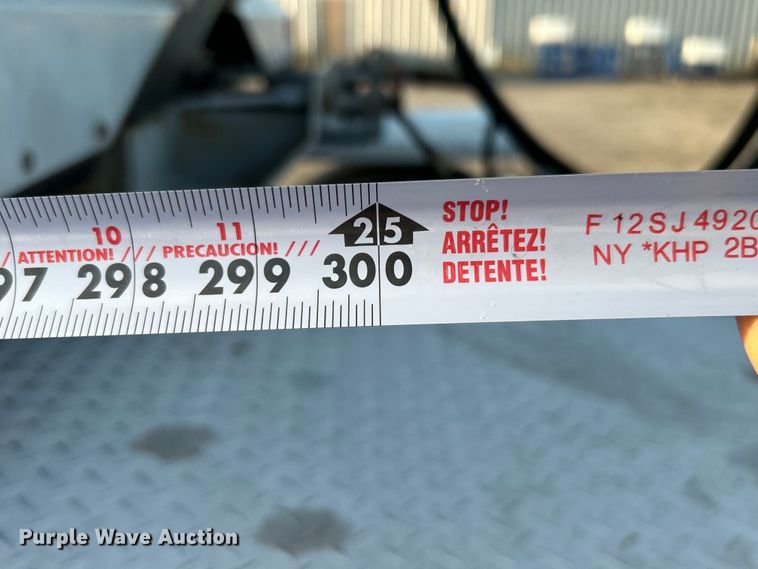 10 11 25
ATTENTION! /// PRECAUCION! ///
97 298 299 300
STOP!
ARRÊTEZ!
DETENTE!
F 12SJ 4920
NY *KHP 2B
Purple Wave Auction